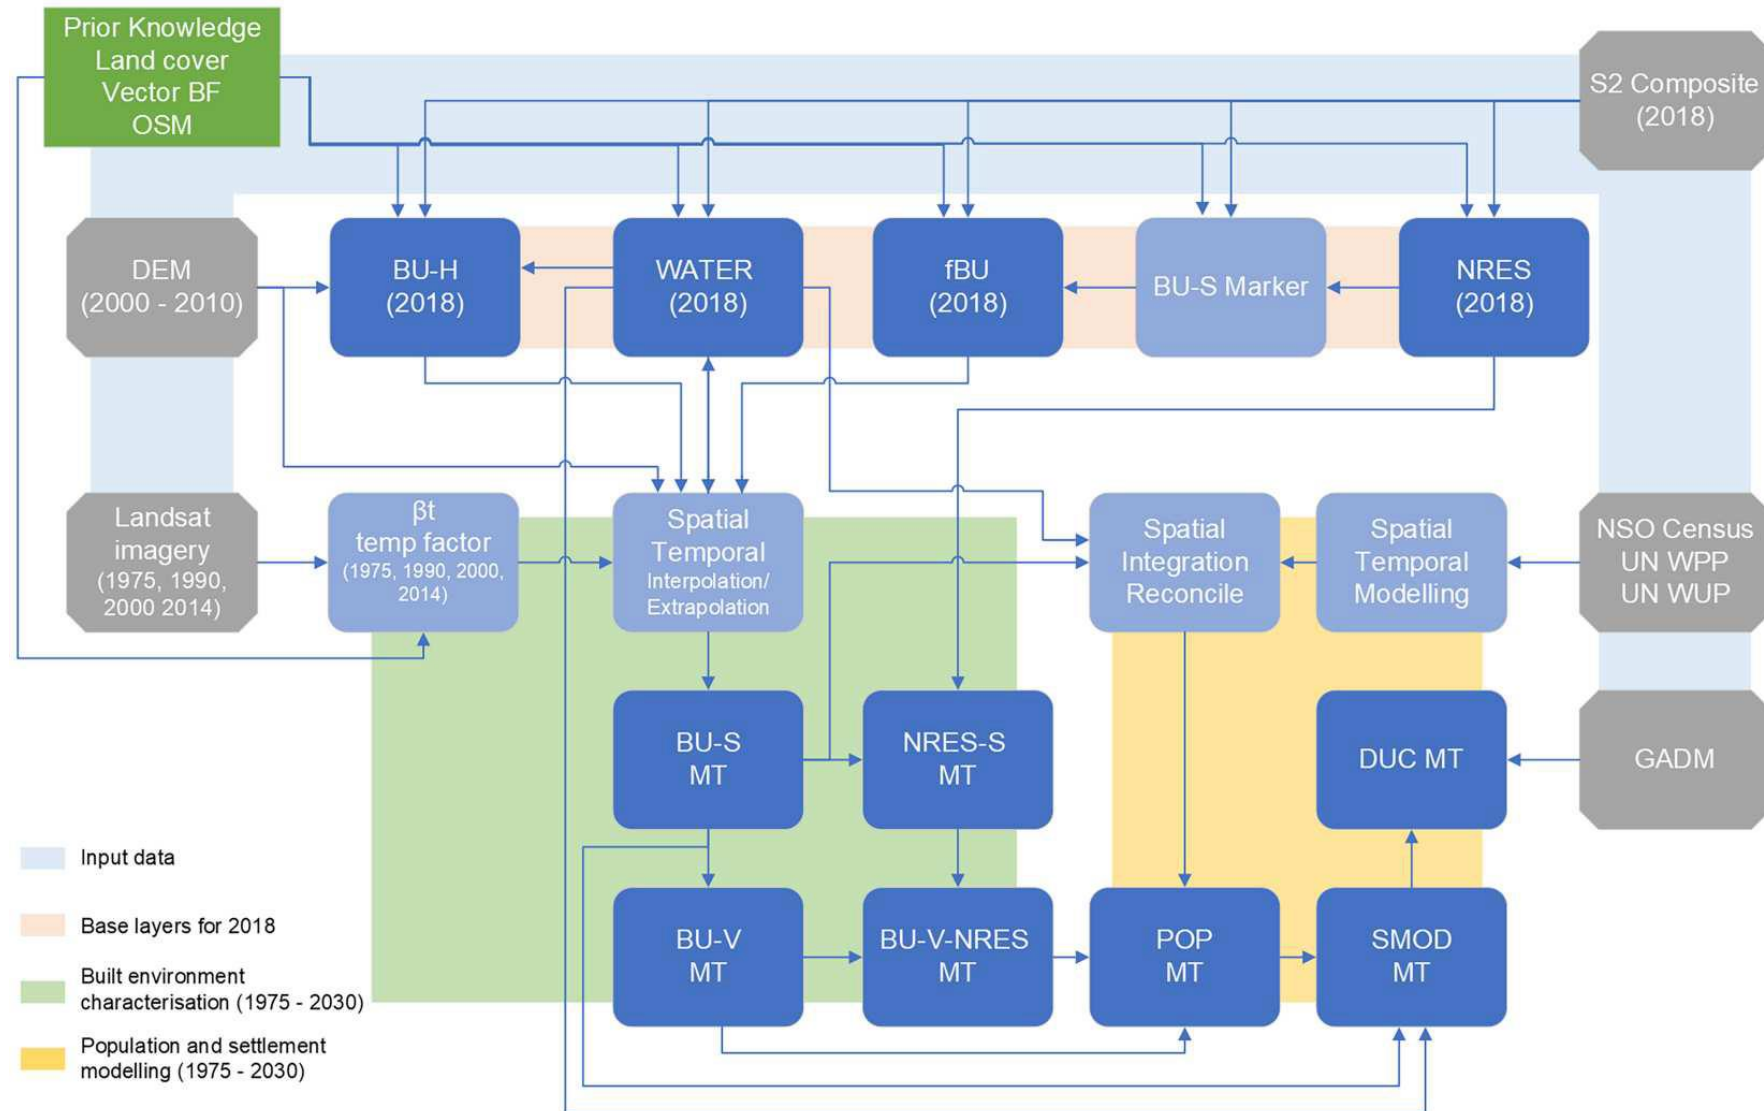 Prior Knowledge
Land cover
Vector BF
OSM
S2 Composite
(2018)
DEM
(2000 - 2010)
BU-H
(2018)
WATER
(2018)
fBU
(2018)
BU-S Marker
NRES
(2018)
Landsat
imagery
(1975, 1990,
2000 2014)
βt
temp factor
(1975, 1990, 2000,
2014)
Spatial
Temporal
Interpolation/
Extrapolation
Spatial
Integration
Reconcile
Spatial
Temporal
Modelling
NSO Census
UN WPP
UN WUP
BU-S
MT
NRES-S
MT
DUC MT
GADM
BU-V
MT
BU-V-NRES
MT
POP
MT
SMOD
MT
Input data
Base layers for 2018
Built environment
characterisation (1975 - 2030)
Population and settlement
modelling (1975 - 2030)